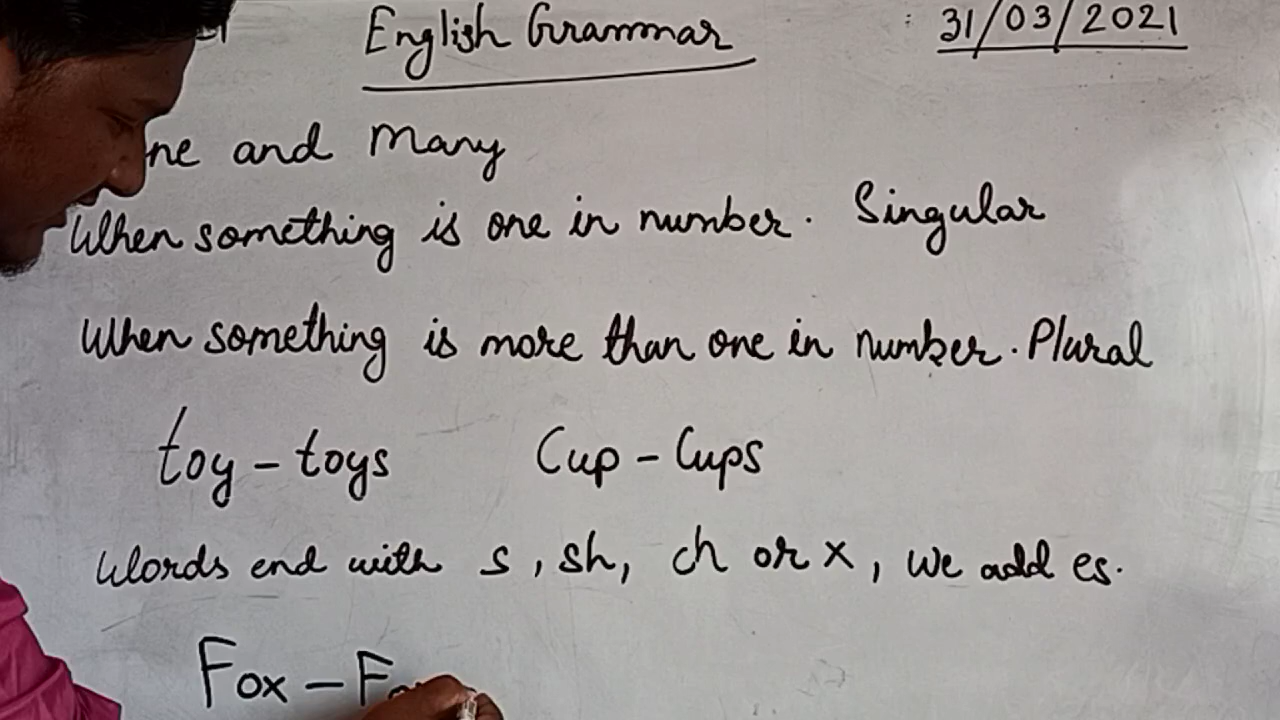 English Grammar : 31/03/2021
ne and Many
When something is one in number. Singular
When something is more than one in number. Plural
toy - toys Cup - Cups
Words end with s, sh, ch or x, we add es.
Fox - F